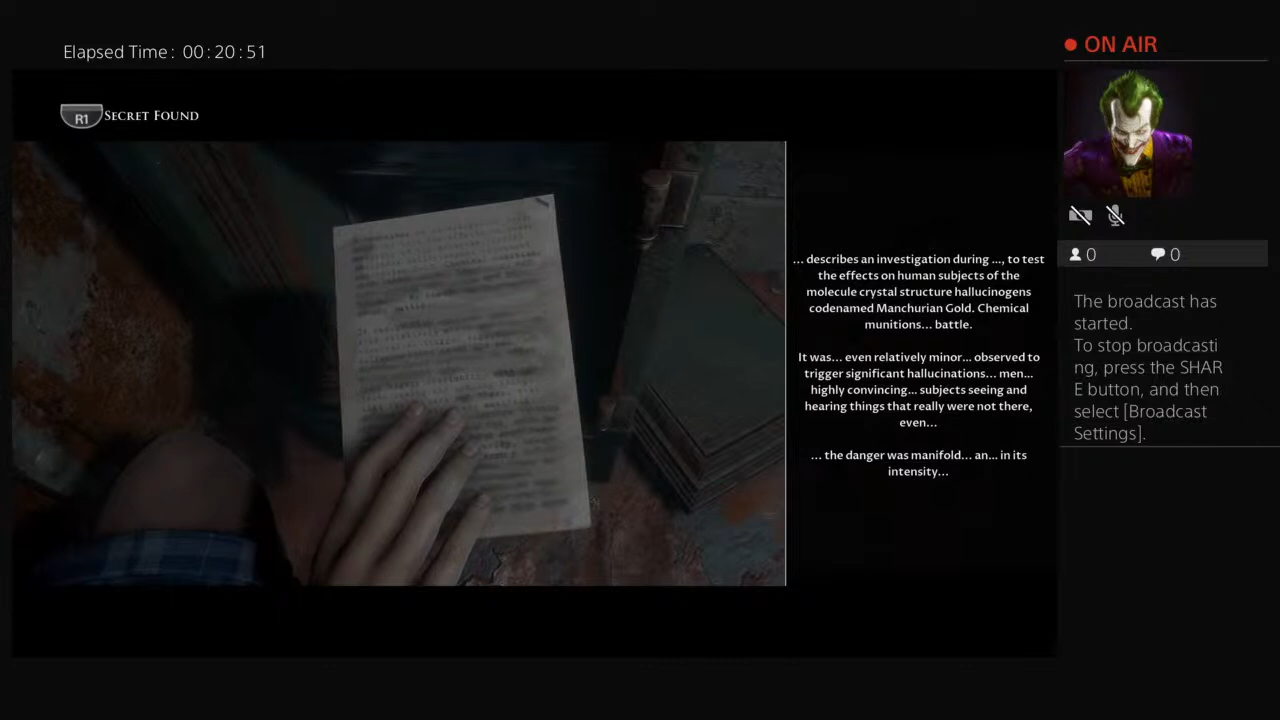 Elapsed Time: 00:20:51
ON AIR
R1 SECRET FOUND
... describes an investigation during ..., to test
the effects on human subjects of the
molecule crystal structure hallucinogens
codenamed Manchurian Gold. Chemical
munitions... battle.
It was... even relatively minor... observed to
trigger significant hallucinations... men...
highly convincing... subjects seeing and
hearing things that really were not there,
even...
... the danger was manifold... an... in its
intensity...
0
0
The broadcast has
started.
To stop broadcasti
ng, press the SHAR
E button, and then
select [Broadcast
Settings].